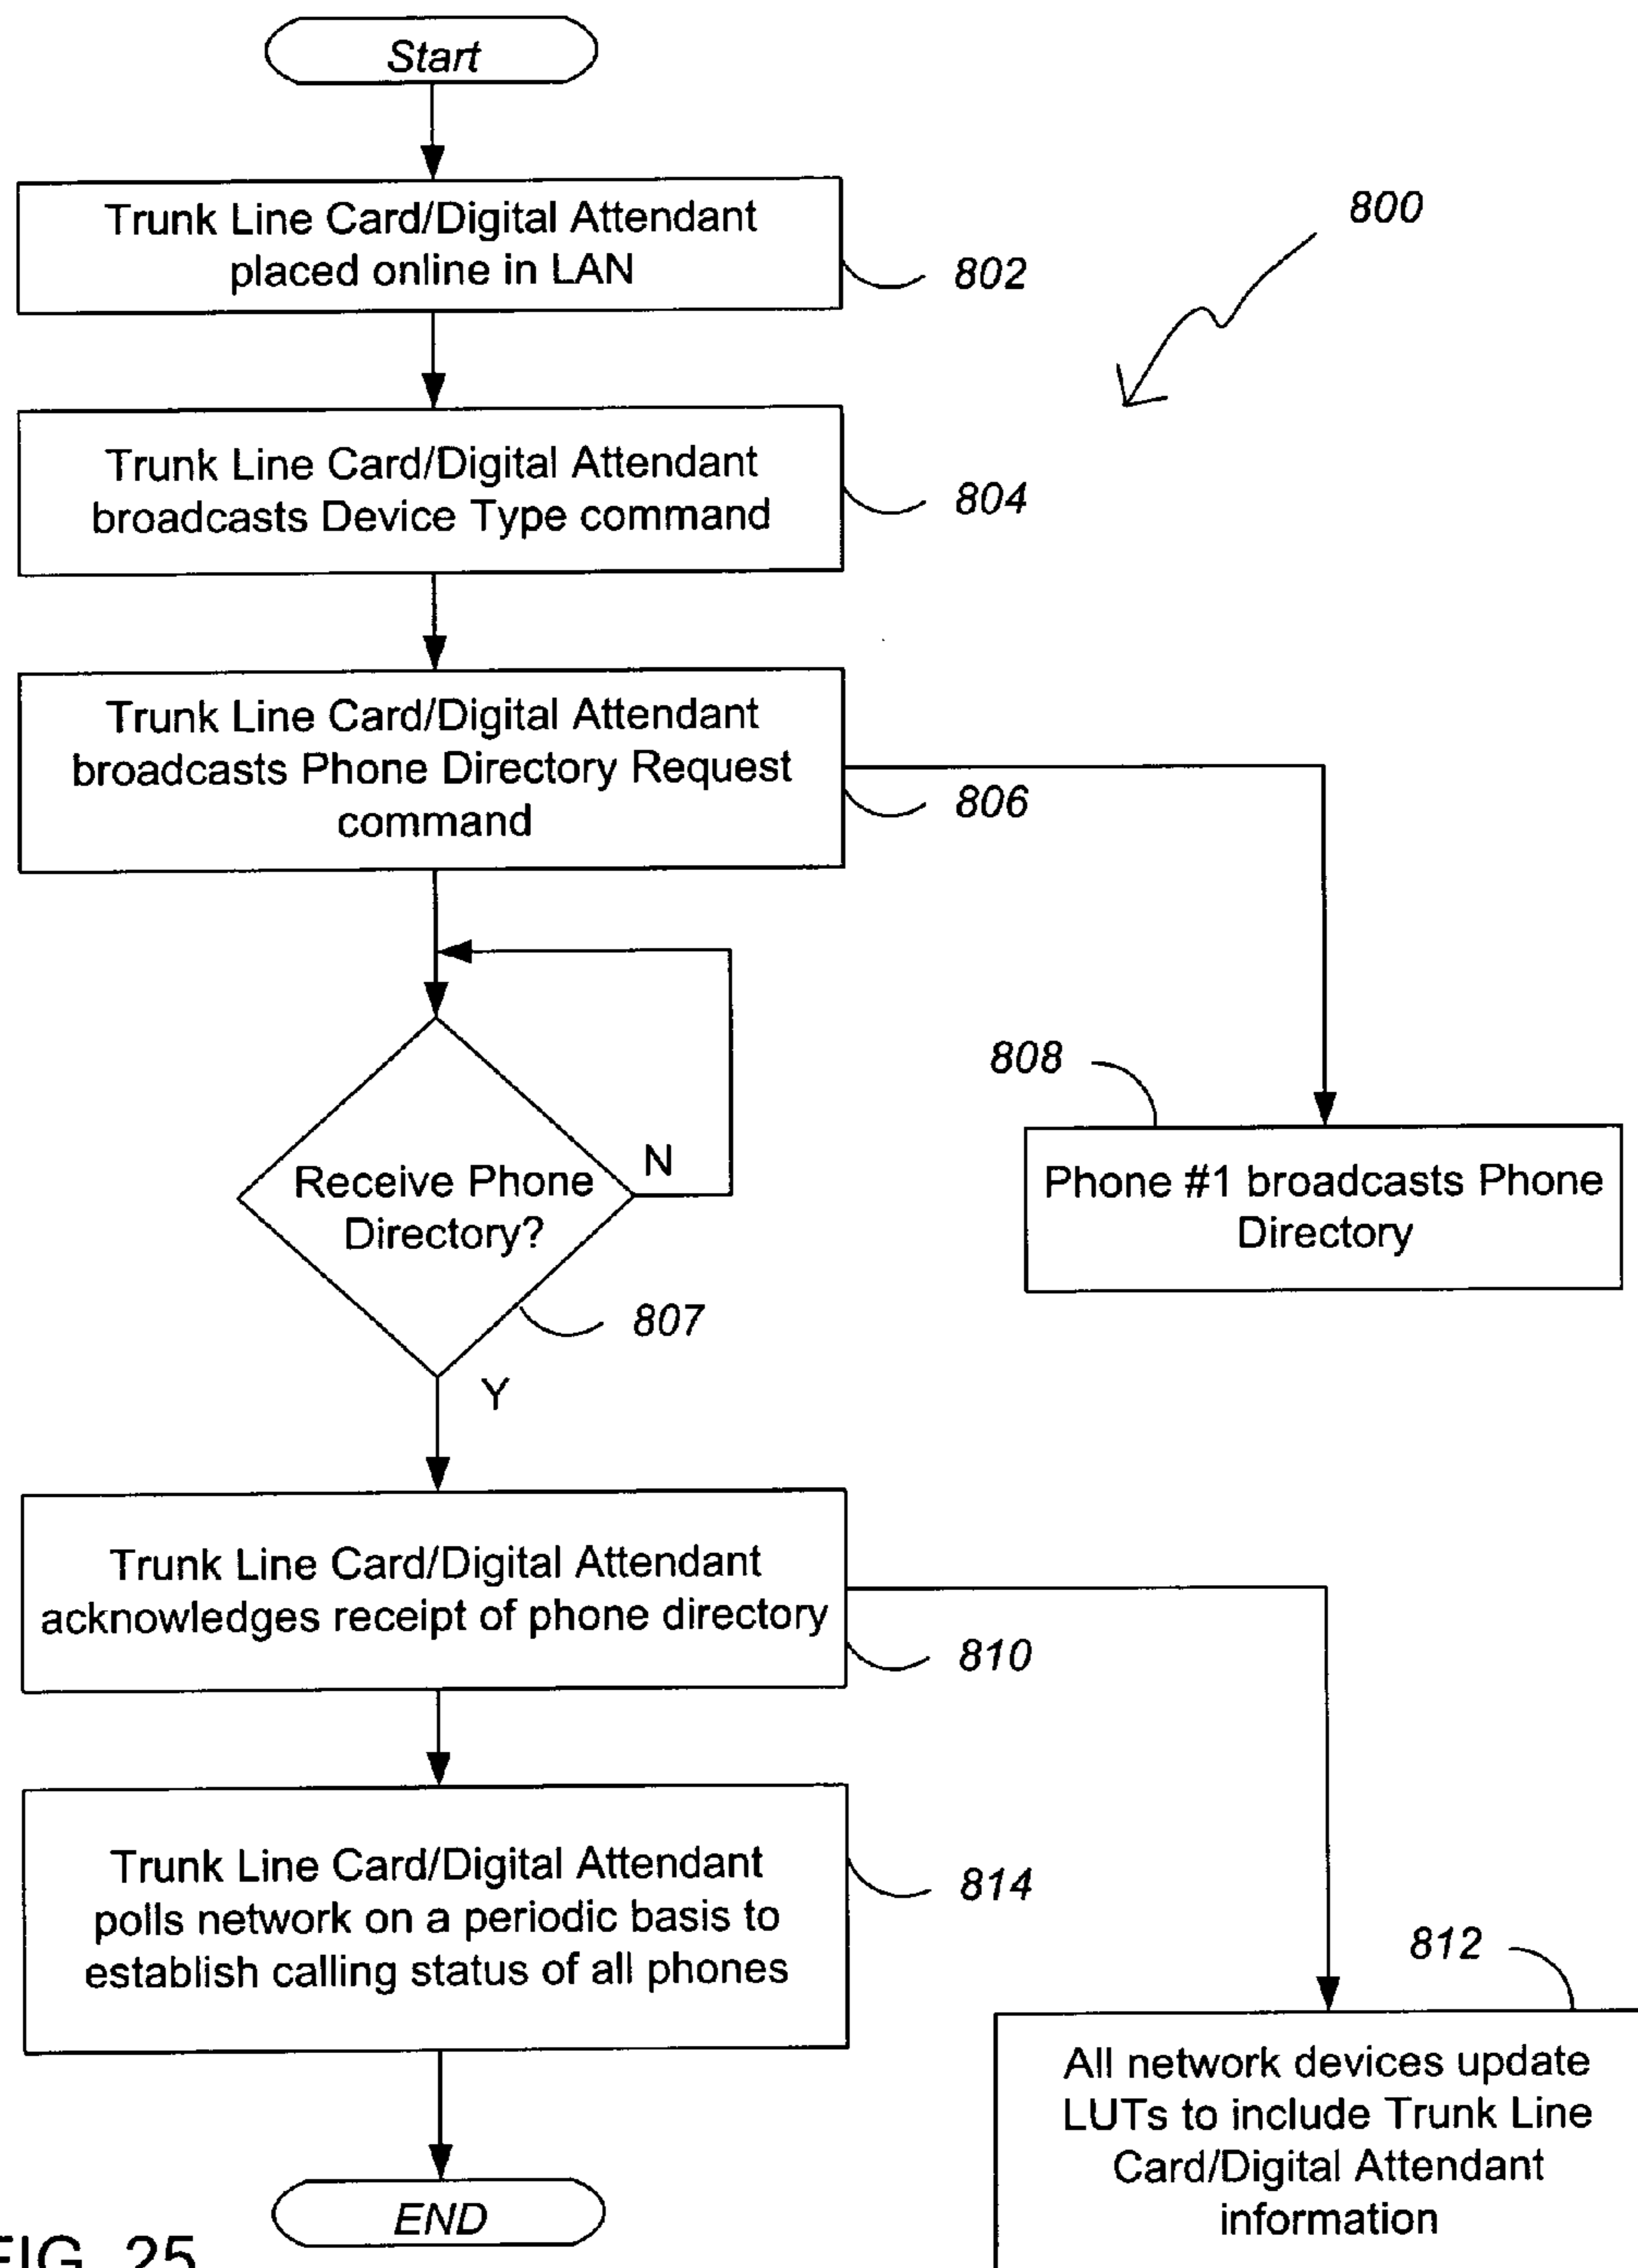 Start
Trunk Line Card/Digital Attendant
placed online in LAN
802
800
Trunk Line Card/Digital Attendant
broadcasts Device Type command
804
Trunk Line Card/Digital Attendant
broadcasts Phone Directory Request
command
806
N
Receive Phone
Directory?
807
Y
808
Phone #1 broadcasts Phone
Directory
Trunk Line Card/Digital Attendant
acknowledges receipt of phone directory
810
Trunk Line Card/Digital Attendant
polls network on a periodic basis to
establish calling status of all phones
814
812
All network devices update
LUTs to include Trunk Line
Card/Digital Attendant
information
END
FIG. 25